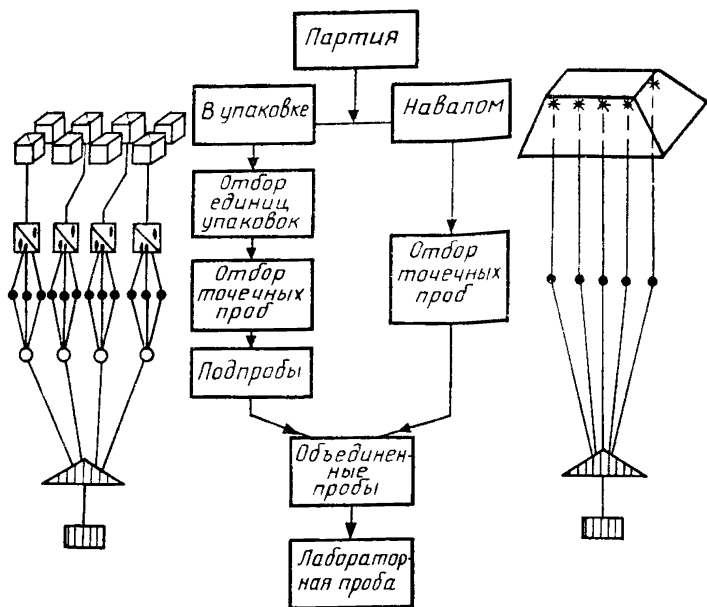 Партия
В упаковке
Навалом
Отбор
единиц
упаковок
Отбор
точечных
проб
Отбор
точечных
проб
Подпробы
Объединен-
ные
пробы
Лаборатор-
ная проба